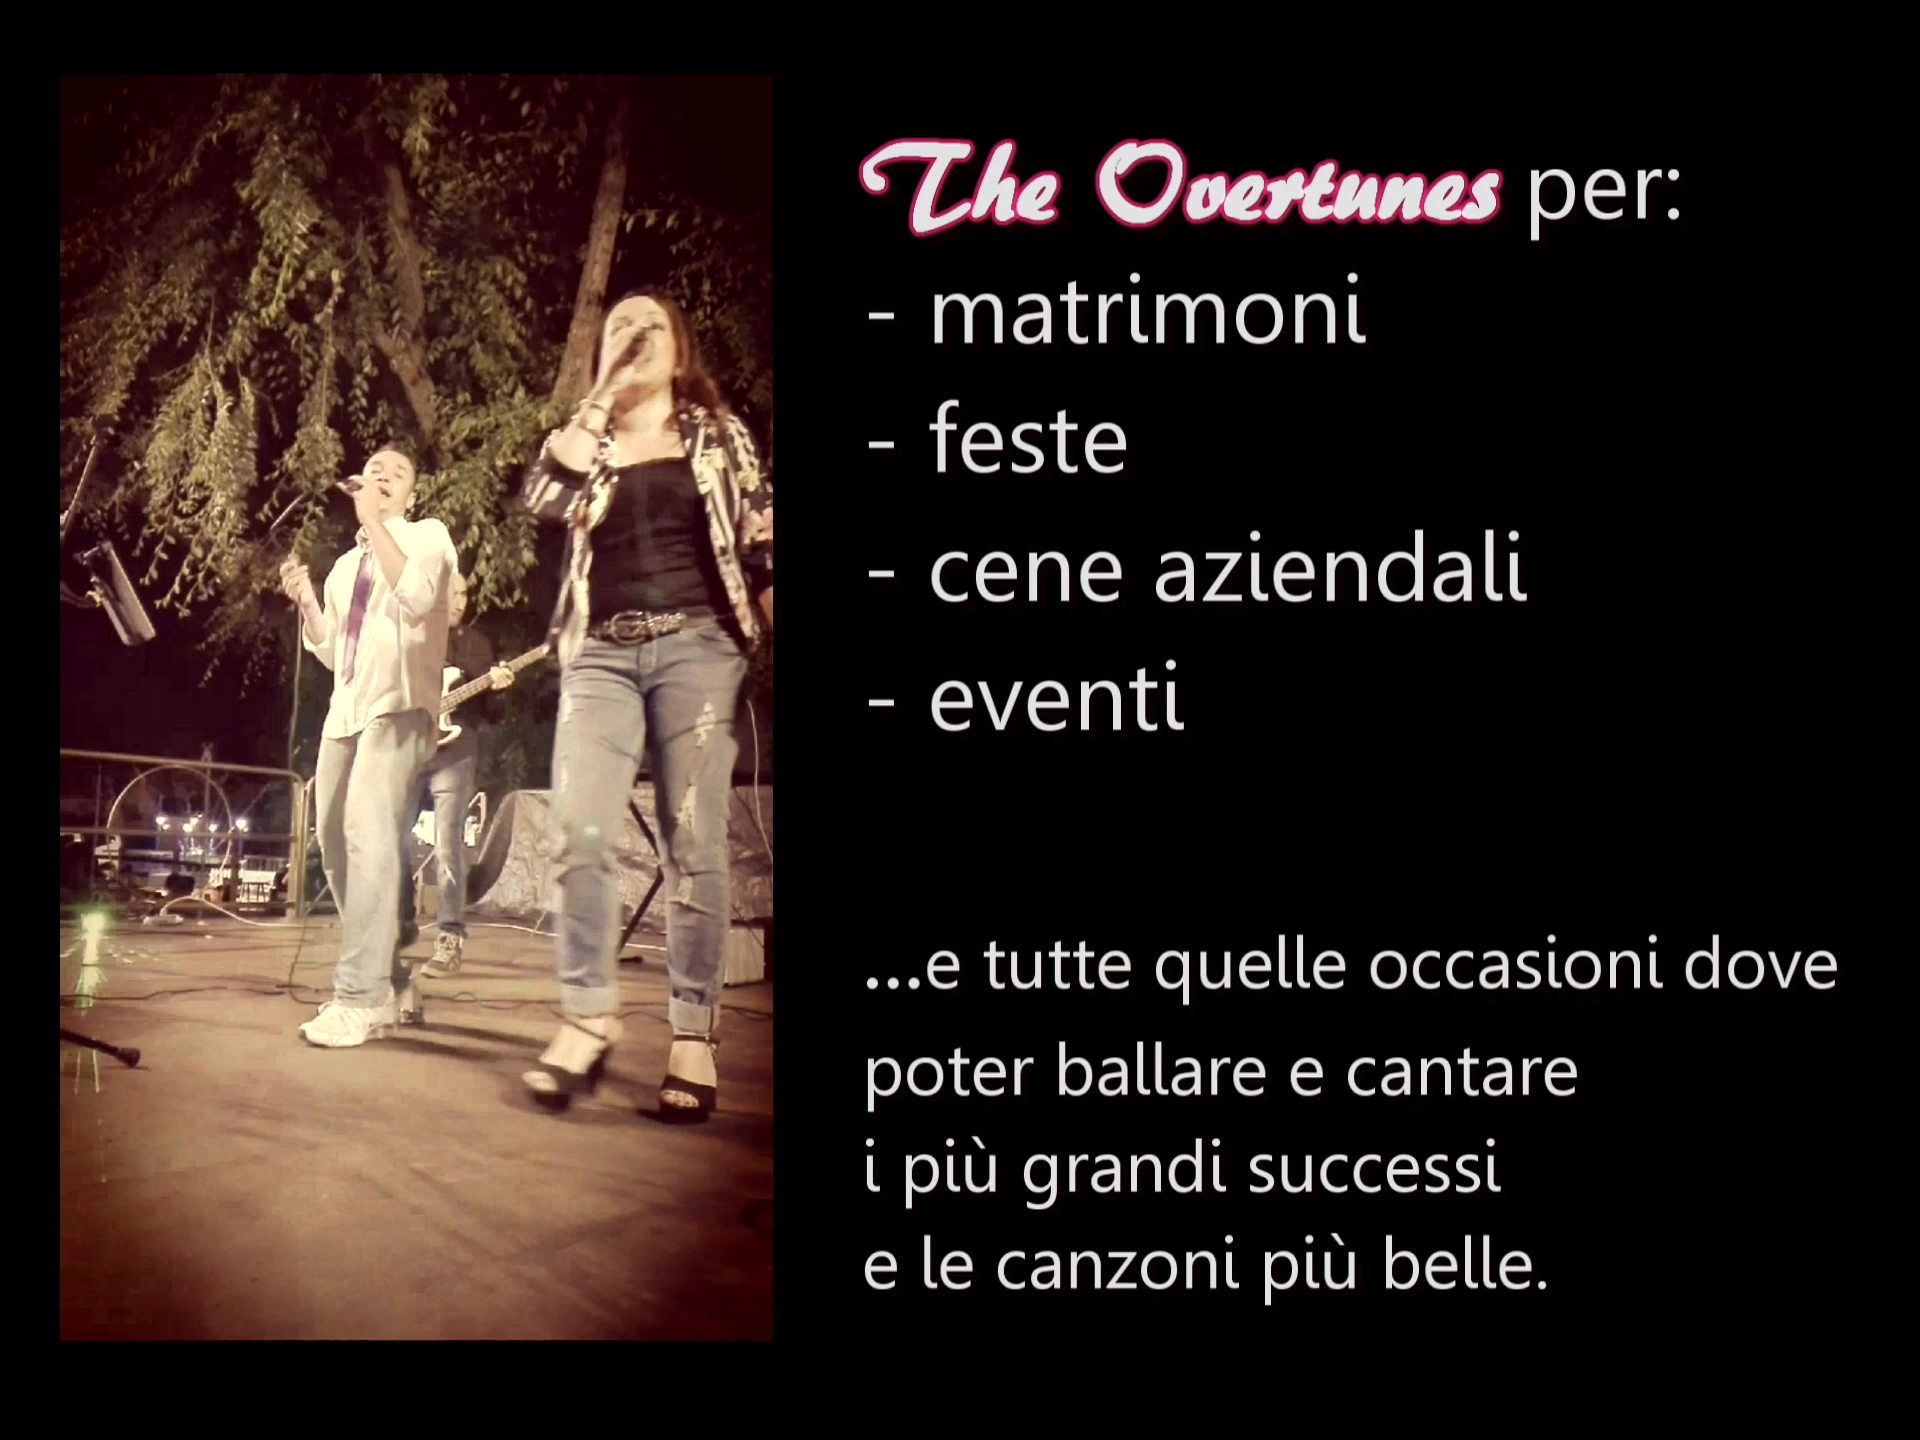 The Overtunes per:
- matrimoni
- feste
- cene aziendali
- eventi
...e tutte quelle occasioni dove
poter ballare e cantare
i più grandi successi
e le canzoni più belle.